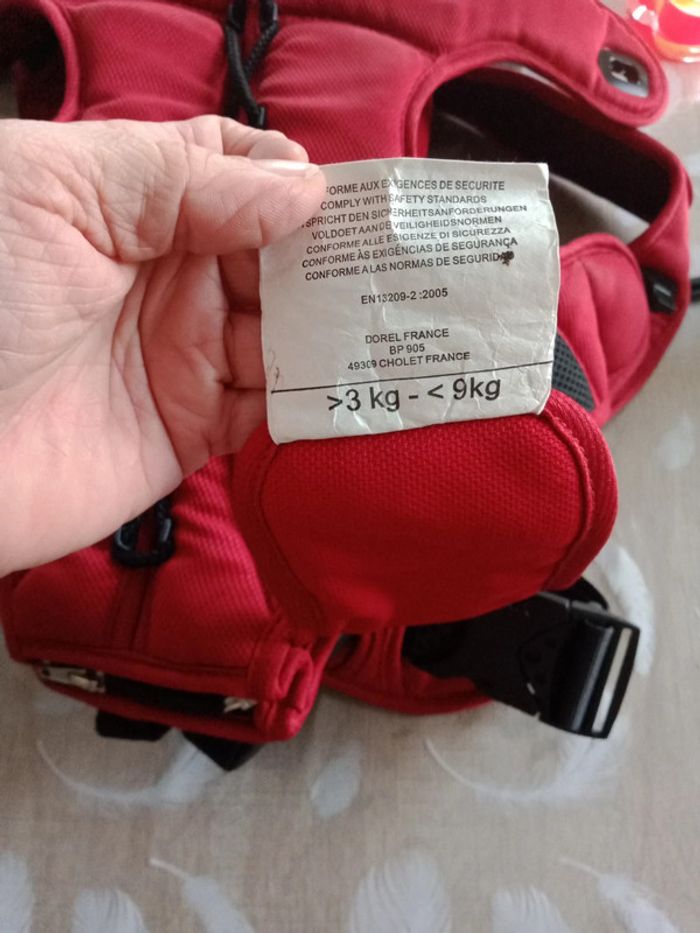 FORME AUX EXIGENCES DE SECURITE
COMPLY WITH SAFETY STANDARDS
SPRICHT DEN SICHERHEITSANFORDERUNGEN
VOLDOET AAN DE VEILIGHEIDSNORMEN
CONFORME ALLE ESIGENZE DI SICUREZZA
CONFORME ÀS EXIGÊNCIAS DE SEGURANÇA
CONFORME A LAS NORMAS DE SEGURID
EN13209-2 :2005
DOREL FRANCE
BP 905
49309 CHOLET FRANCE
>3 kg - < 9kg